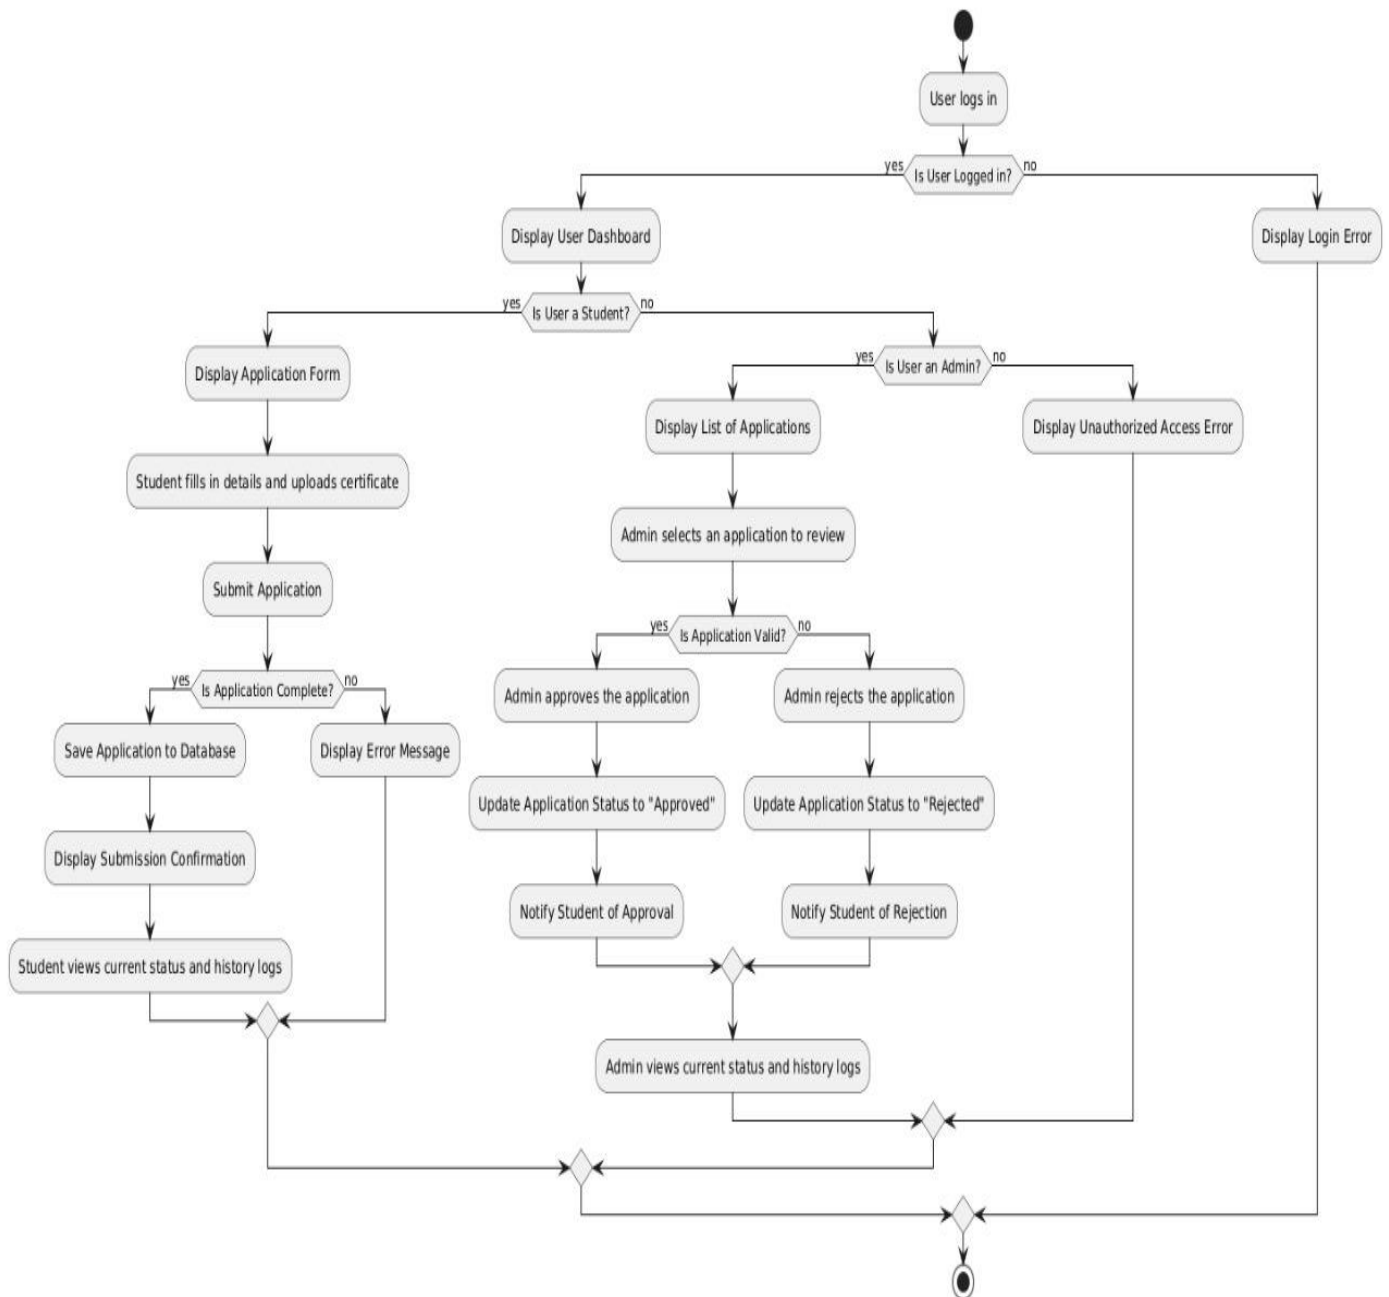 User logs in
yes
Is User Logged in?
no
Display User Dashboard
Display Login Error
yes
Is User a Student?
no
Display Application Form
yes
Is User an Admin?
no
Display List of Applications
Display Unauthorized Access Error
Student fills in details and uploads certificate
Admin selects an application to review
Submit Application
yes
Is Application Valid?
no
yes
Is Application Complete?
no
Admin approves the application
Admin rejects the application
Save Application to Database
Display Error Message
Update Application Status to "Approved"
Update Application Status to "Rejected"
Display Submission Confirmation
Notify Student of Approval
Notify Student of Rejection
Student views current status and history logs
Admin views current status and history logs